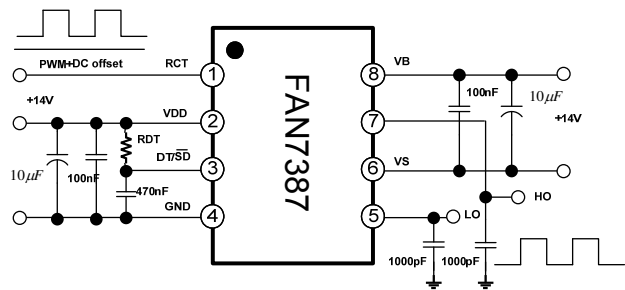 PWM+DC offset
RCT
1
+14V
VDD
2
RDT
DT/SD
3
10µF
100nF
470nF
GND
4
FAN7387
8
VB
100nF
10µF
+14V
7
6
VS
HO
5
LO
1000pF
1000pF